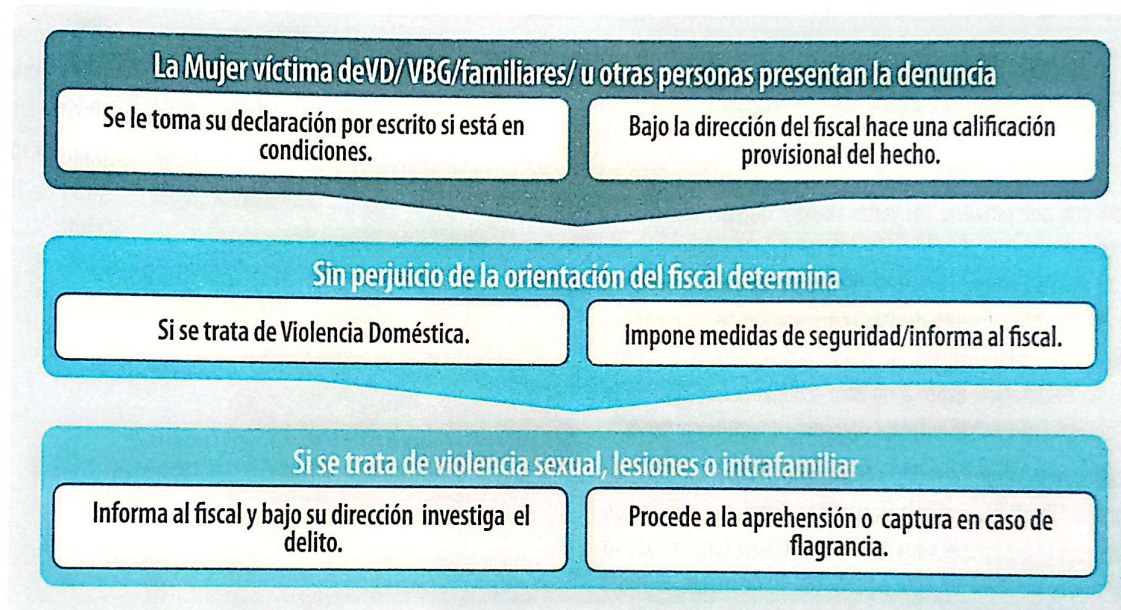 La Mujer víctima deVD/ VBG/familiares/ u otras personas presentan la denuncia
Se le toma su declaración por escrito si está en
condiciones.
Bajo la dirección del fiscal hace una calificación
provisional del hecho.
Sin perjuicio de la orientación del fiscal determina
Si se trata de Violencia Doméstica.
Impone medidas de seguridad/informa al fiscal.
Si se trata de violencia sexual, lesiones o intrafamiliar
Informa al fiscal y bajo su dirección investiga el
delito.
Procede a la aprehensión o captura en caso de
flagrancia.